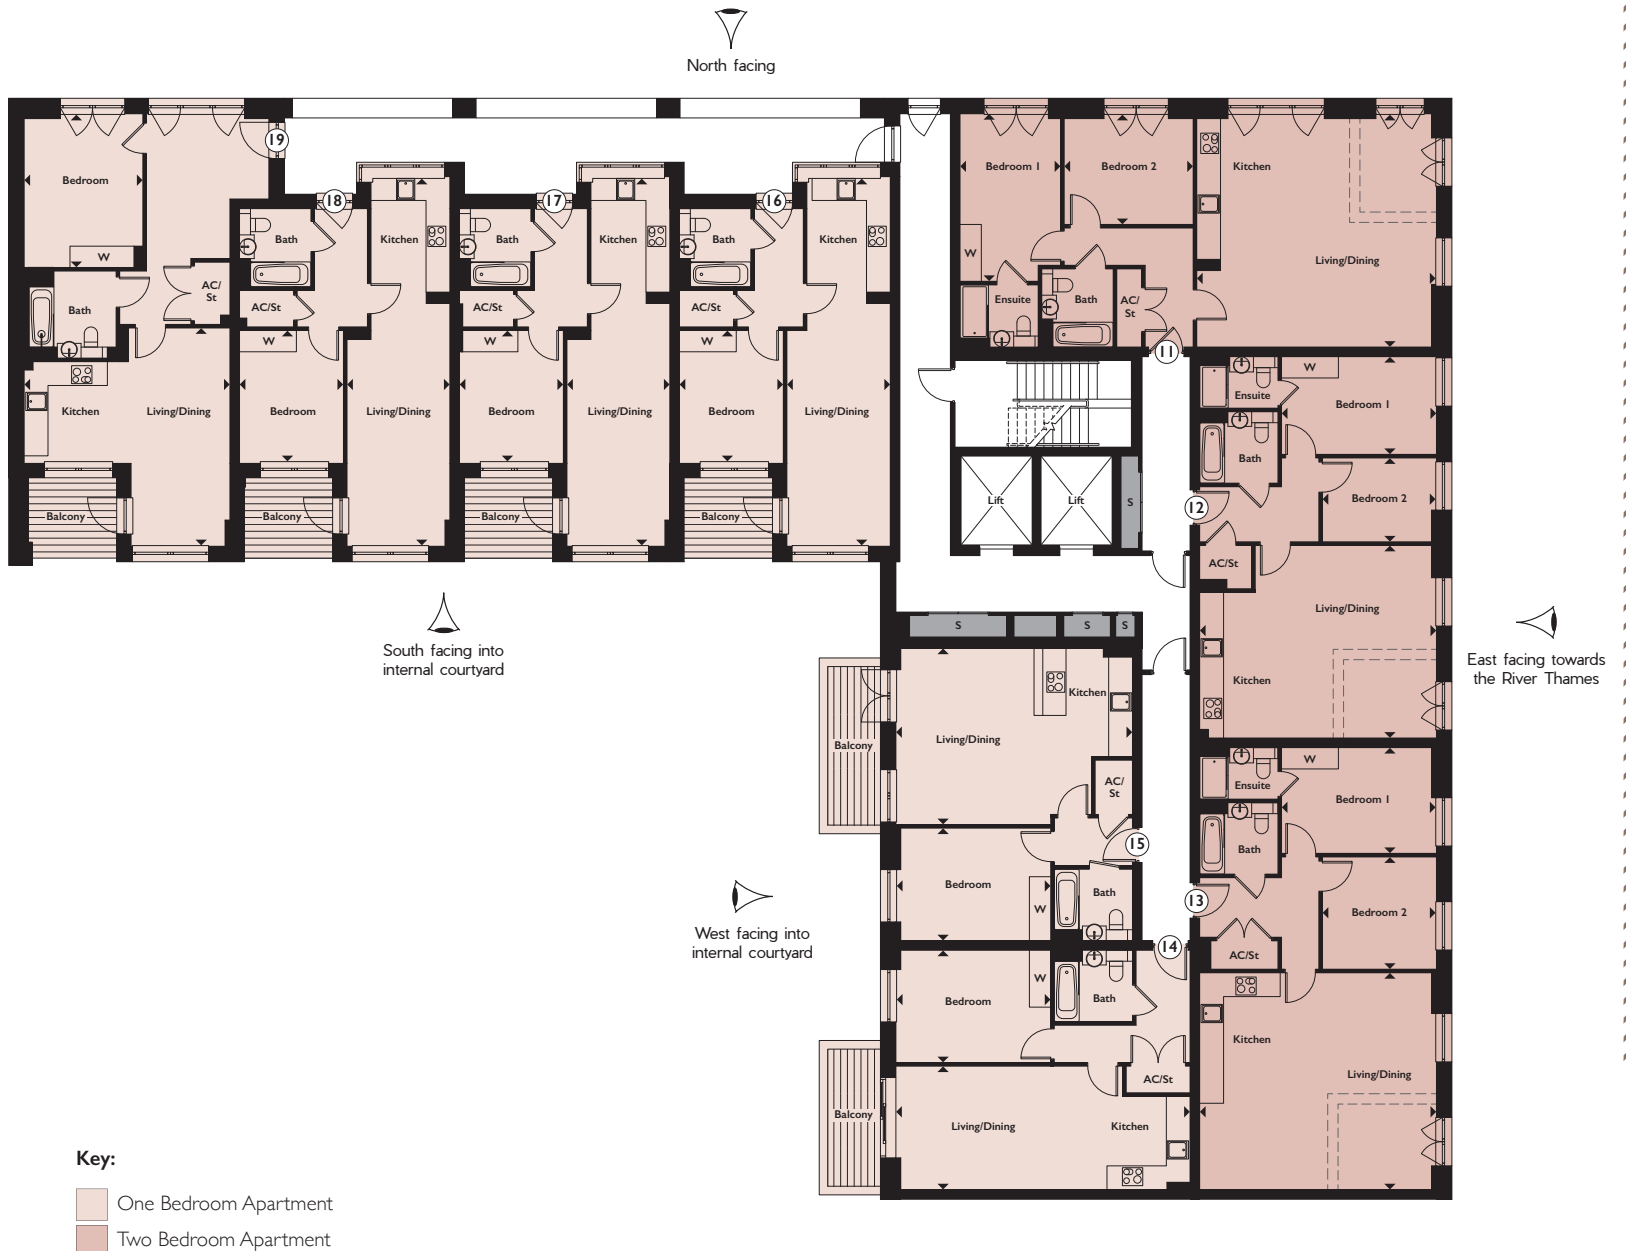 North facing
19
Bedroom
W
AC/
St
Bath
Kitchen
Living/Dining
Balcony
18
Bath
Kitchen
AC/St
W
Bedroom
Living/Dining
Balcony
17
Bath
Kitchen
AC/St
W
Bedroom
Living/Dining
Balcony
16
Bath
Kitchen
AC/St
W
Bedroom
Living/Dining
Balcony
Bedroom 1
Bedroom 2
Kitchen
Living/Dining
W
Ensuite
Bath
AC/
St
11
W
Ensuite
Bedroom 1
Bath
Bedroom 2
12
AC/St
Living/Dining
Kitchen
Lift
Lift
S
S
S
S
South facing into
internal courtyard
East facing towards
the River Thames
Kitchen
Living/Dining
Balcony
AC/
St
15
Bedroom
W
Bath
W
Ensuite
Bedroom 1
Bath
13
Bedroom 2
AC/St
Kitchen
Living/Dining
West facing into
internal courtyard
14
W
Bedroom
Bath
AC/St
Balcony
Living/Dining
Kitchen
Key:
One Bedroom Apartment
Two Bedroom Apartment